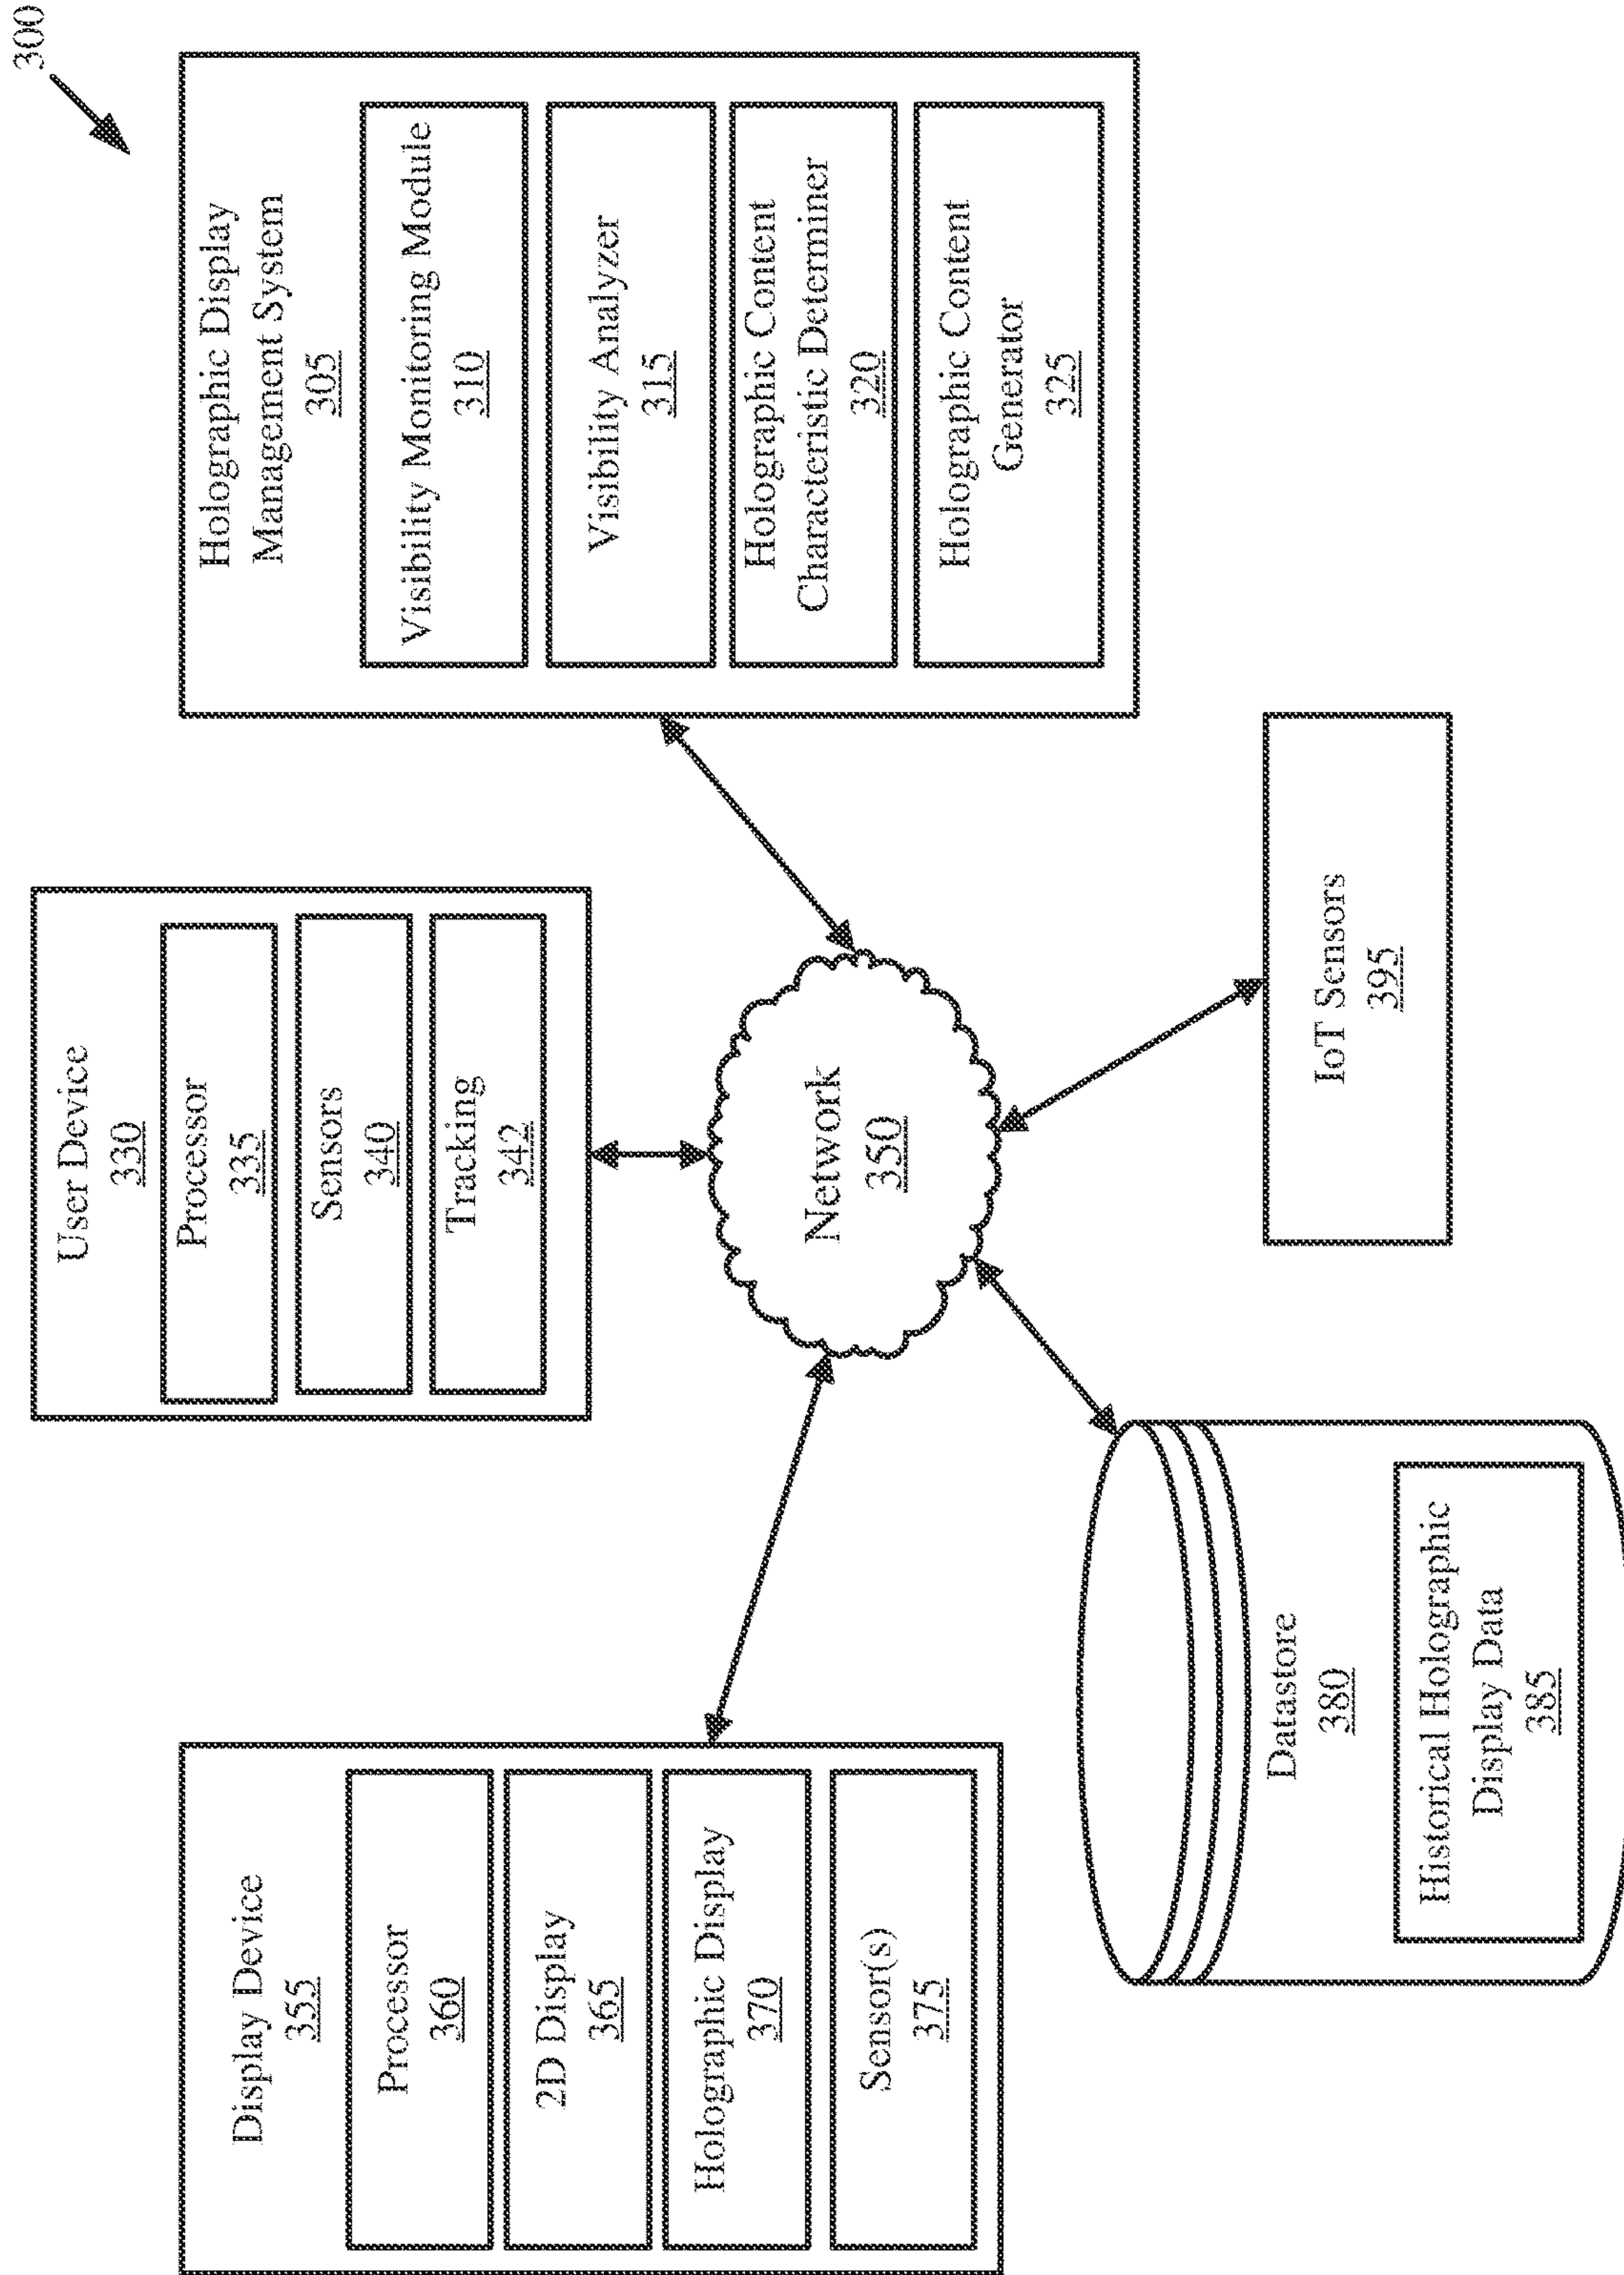 300
Display Device
355
Processor
360
2D Display
365
Holographic Display
370
Sensor(s)
375
User Device
330
Processor
335
Sensors
340
Tracking
342
Holographic Display
Management System
305
Visibility Monitoring Module
310
Visibility Analyzer
315
Holographic Content
Characteristic Determiner
320
Holographic Content
Generator
325
Network
350
Datastore
380
Historical Holographic
Display Data
385
IoT Sensors
395